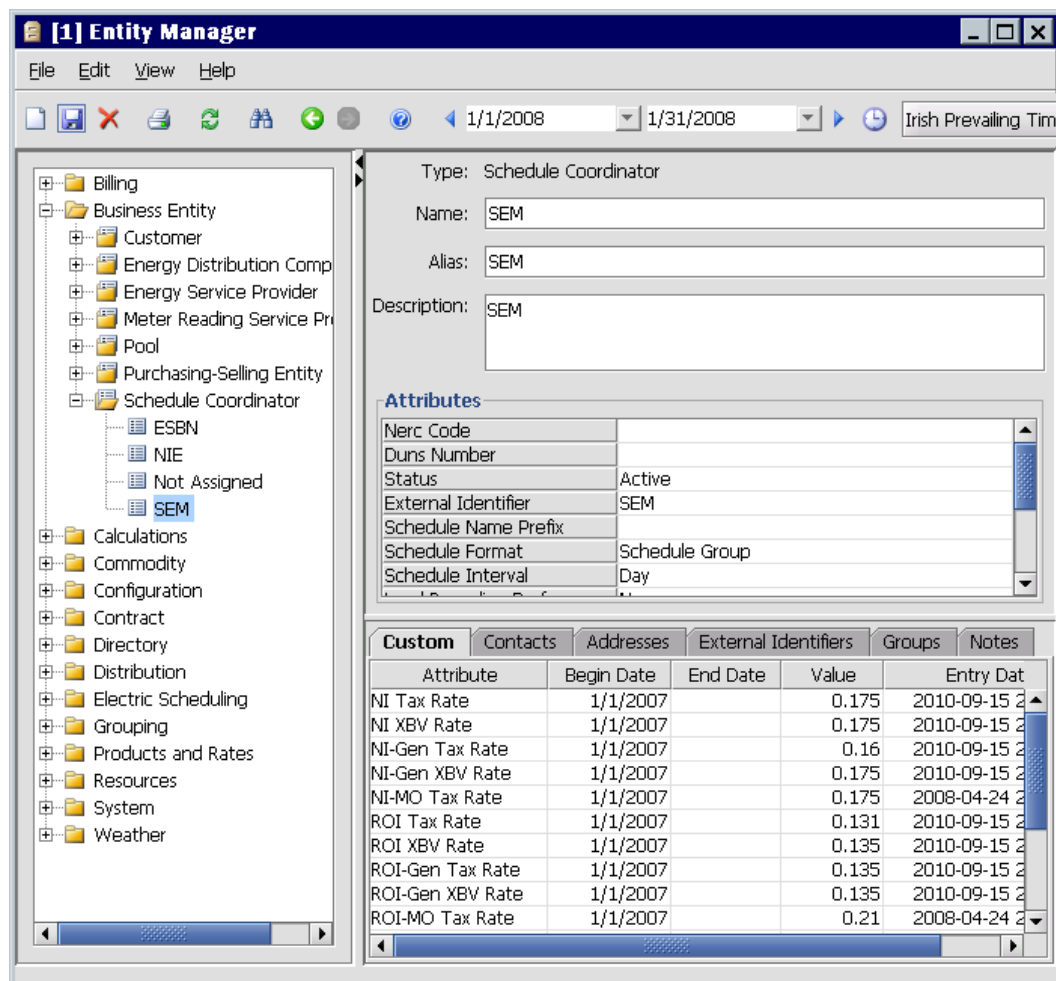 [1] Entity Manager
File Edit View Help
1/1/2008 1/31/2008 Irish Prevailing Tim
Billing
Business Entity
Customer
Energy Distribution Comp
Energy Service Provider
Meter Reading Service Pr
Pool
Purchasing-Selling Entity
Schedule Coordinator
ESBN
NIE
Not Assigned
SEM
Calculations
Commodity
Configuration
Contract
Directory
Distribution
Electric Scheduling
Grouping
Products and Rates
Resources
System
Weather
Type: Schedule Coordinator
Name: SEM
Alias: SEM
Description: SEM
Attributes
Nerc Code
Duns Number
Status Active
External Identifier SEM
Schedule Name Prefix
Schedule Format Schedule Group
Schedule Interval Day
Custom Contacts Addresses External Identifiers Groups Notes
Attribute Begin Date End Date Value Entry Dat
NI Tax Rate 1/1/2007 0.175 2010-09-15 2
NI XBV Rate 1/1/2007 0.175 2010-09-15 2
NI-Gen Tax Rate 1/1/2007 0.16 2010-09-15 2
NI-Gen XBV Rate 1/1/2007 0.175 2010-09-15 2
NI-MO Tax Rate 1/1/2007 0.175 2008-04-24 2
ROI Tax Rate 1/1/2007 0.131 2010-09-15 2
ROI XBV Rate 1/1/2007 0.135 2010-09-15 2
ROI-Gen Tax Rate 1/1/2007 0.135 2010-09-15 2
ROI-Gen XBV Rate 1/1/2007 0.135 2010-09-15 2
ROI-MO Tax Rate 1/1/2007 0.21 2008-04-24 2